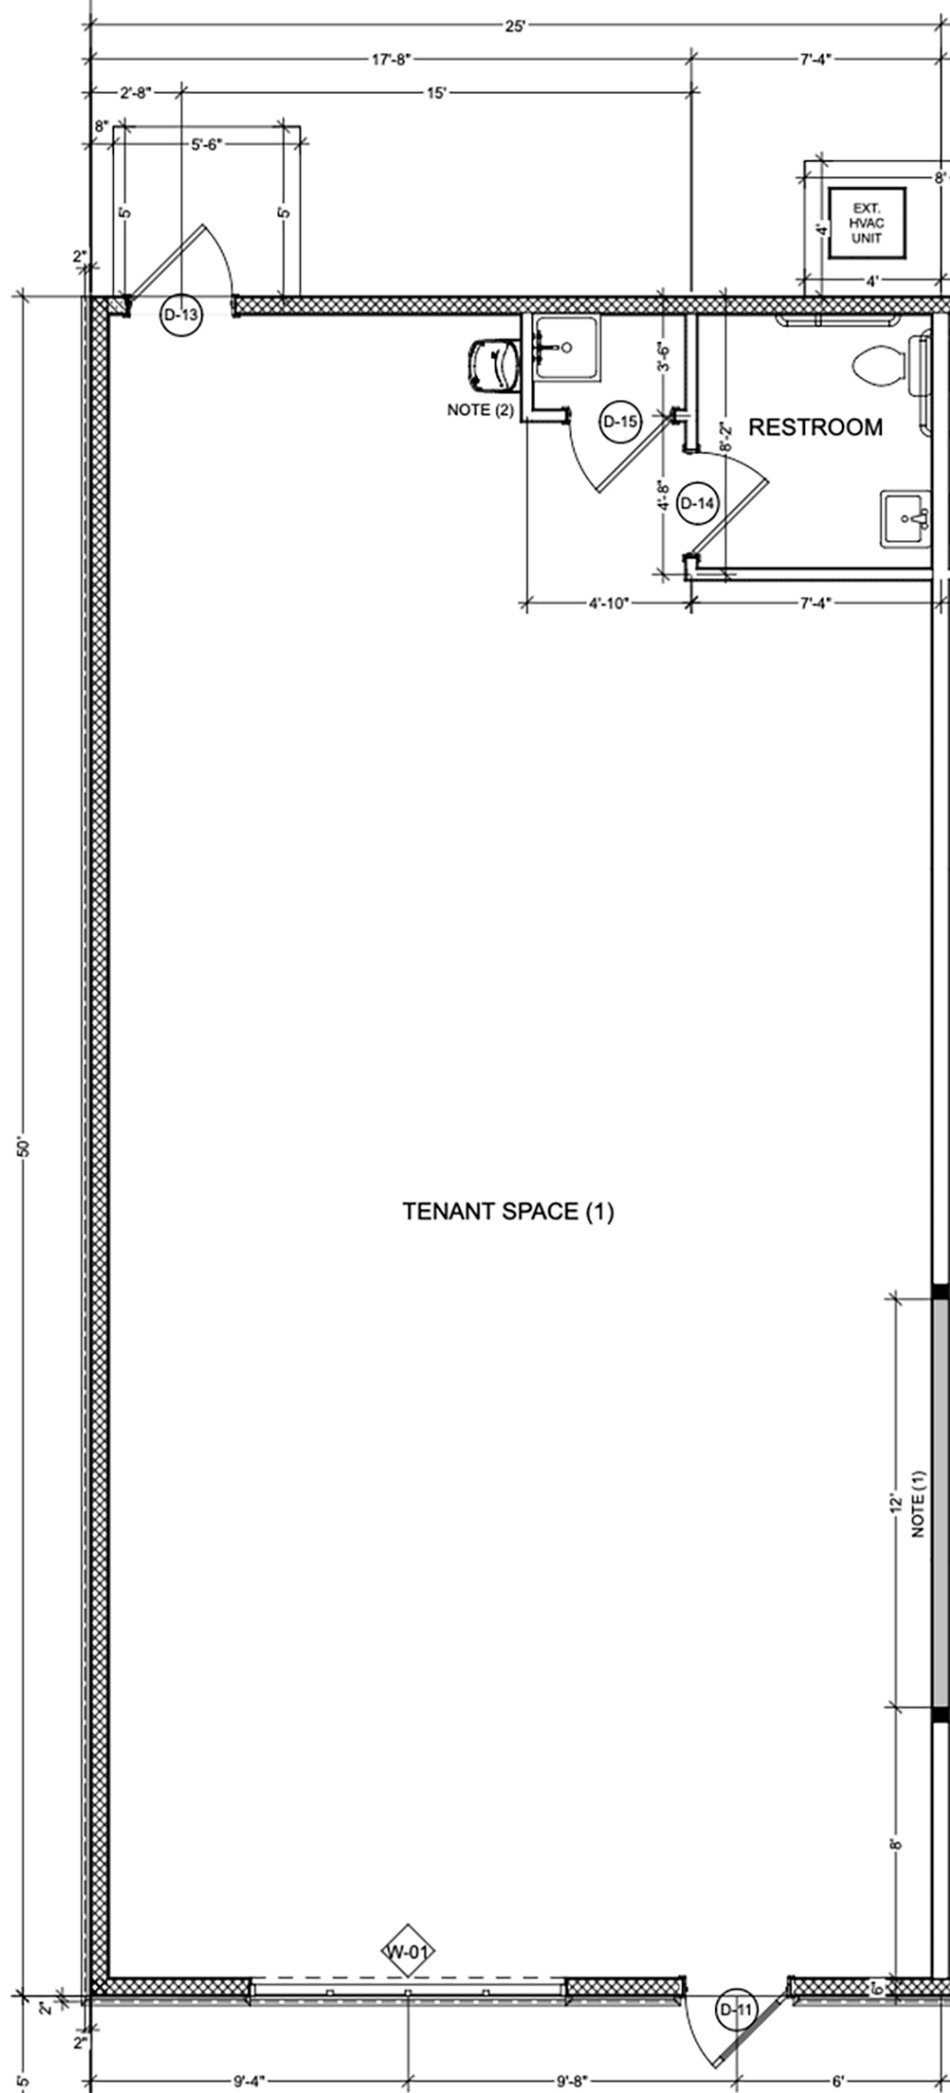 25'
17'-8"
7'-4"
2'-8"
15'
8"
5'-6"
8'
5'
5'
EXT.
HVAC
UNIT
4'
2"
4'
D-13
3'-6"
NOTE (2)
D-15
RESTROOM
8'-2"
4'-8"
D-14
4'-10"
7'-4"
50'
TENANT SPACE (1)
12'
NOTE (1)
8'
W-01
6"
2"
D-11
2"
5'
9'-4"
9'-8"
6'